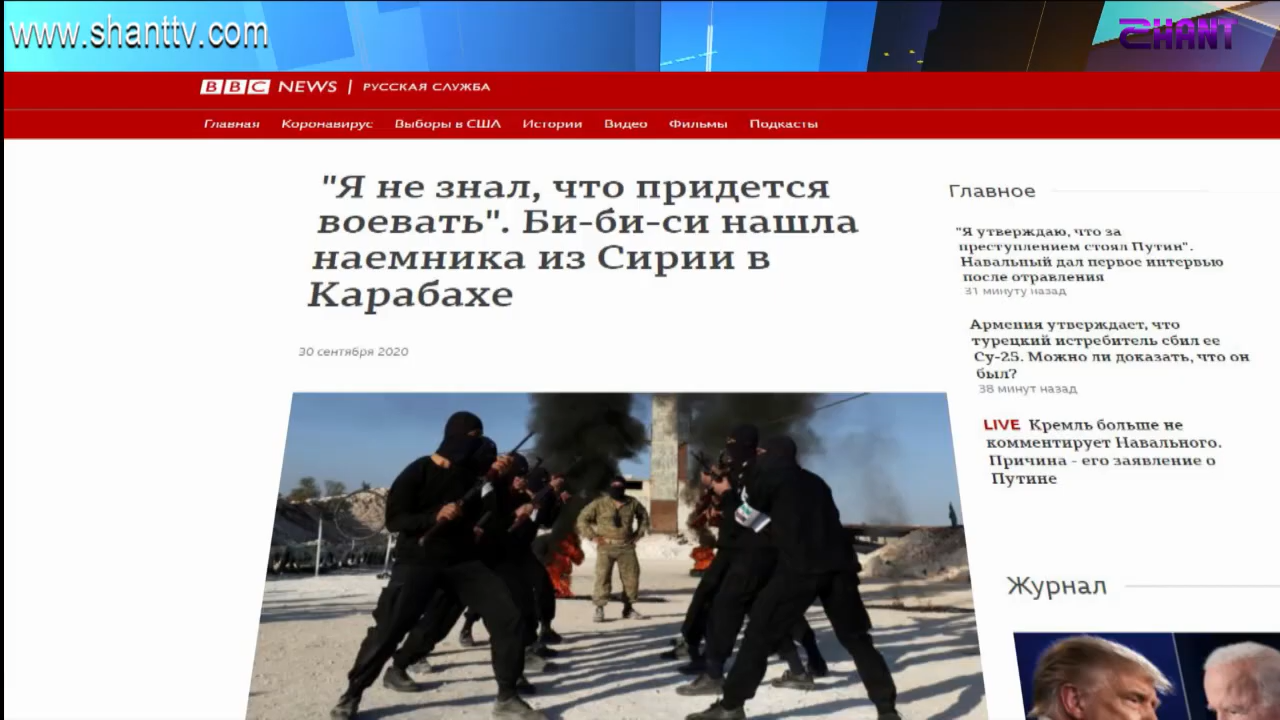 www.shanttv.com
SHANT
BBC NEWS | РУССКАЯ СЛУЖБА
Главная Коронавирус Выборы в США Истории Видео Фильмы Подкасты
"Я не знал, что придется
воевать". Би-би-си нашла
наемника из Сирии в
Карабахе
30 сентября 2020
Главное
"Я утверждаю, что за
преступлением стоял Путин".
Навальный дал первое интервью
после отравления
31 минуту назад
Армения утверждает, что
турецкий истребитель сбил ее
Су-25. Можно ли доказать, что он
был?
38 минут назад
LIVE Кремль больше не
комментирует Навального.
Причина - его заявление о
Путине
Журнал